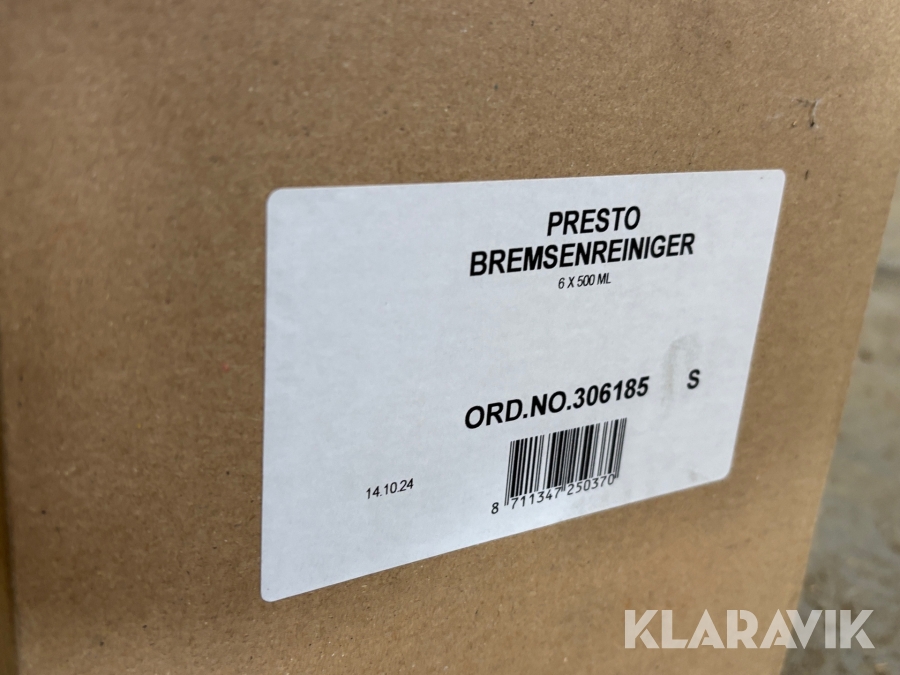 PRESTO
BREMSENREINIGER
6 X 500 ML
ORD.NO.306185 S
14.10.24
8 711347 250370
KLARAVIK